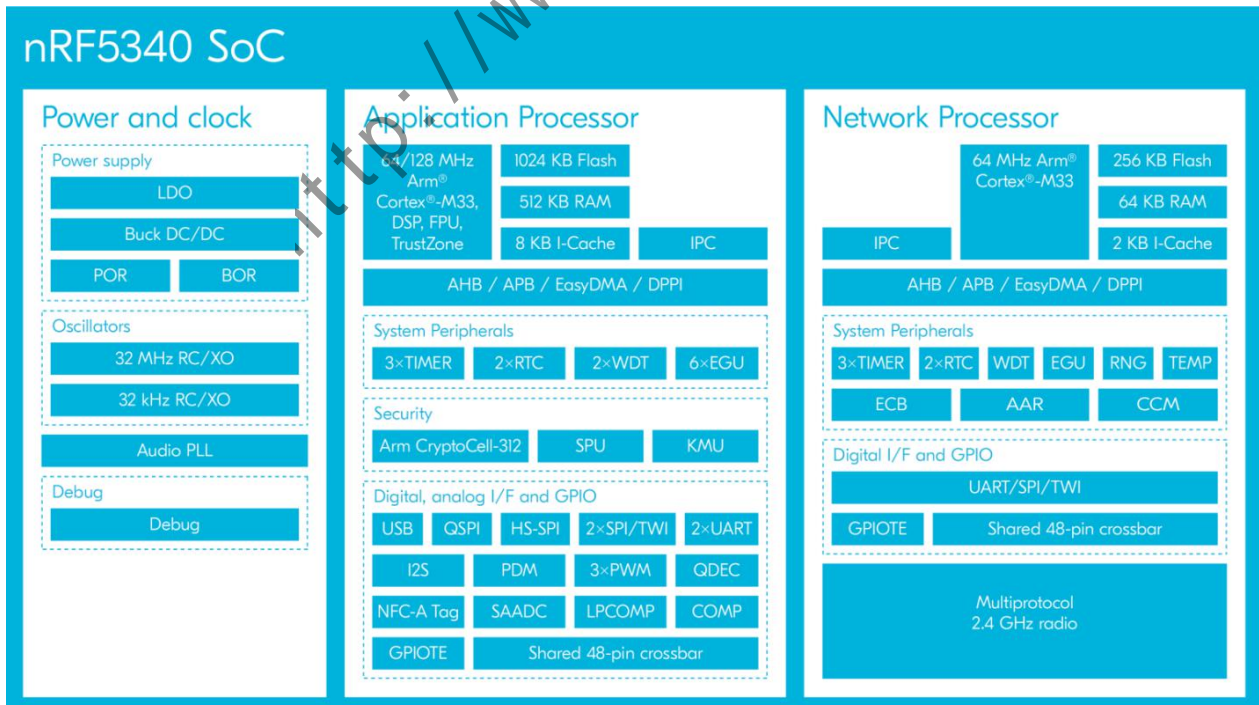 nRF5340 SoC
Power and clock
Power supply
LDO
Buck DC/DC
POR
BOR
Oscillators
32 MHz RC/XO
32 kHz RC/XO
Audio PLL
Debug
Debug
Application Processor
64/128 MHz
Arm®
Cortex®-M33,
DSP, FPU,
TrustZone
1024 KB Flash
512 KB RAM
8 KB I-Cache
IPC
AHB / APB / EasyDMA / DPPI
System Peripherals
3×TIMER
2×RTC
2×WDT
6×EGU
Security
Arm CryptoCell-312
SPU
KMU
Digital, analog I/F and GPIO
USB
QSPI
HS-SPI
2×SPI/TWI
2×UART
I2S
PDM
3×PWM
QDEC
NFC-A Tag
SAADC
LPCOMP
COMP
GPIOTE
Shared 48-pin crossbar
Network Processor
IPC
64 MHz Arm®
Cortex®-M33
256 KB Flash
64 KB RAM
2 KB I-Cache
AHB / APB / EasyDMA / DPPI
System Peripherals
3×TIMER
2×RTC
WDT
EGU
RNG
TEMP
ECB
AAR
CCM
Digital I/F and GPIO
UART/SPI/TWI
GPIOTE
Shared 48-pin crossbar
Multiprotocol
2.4 GHz radio